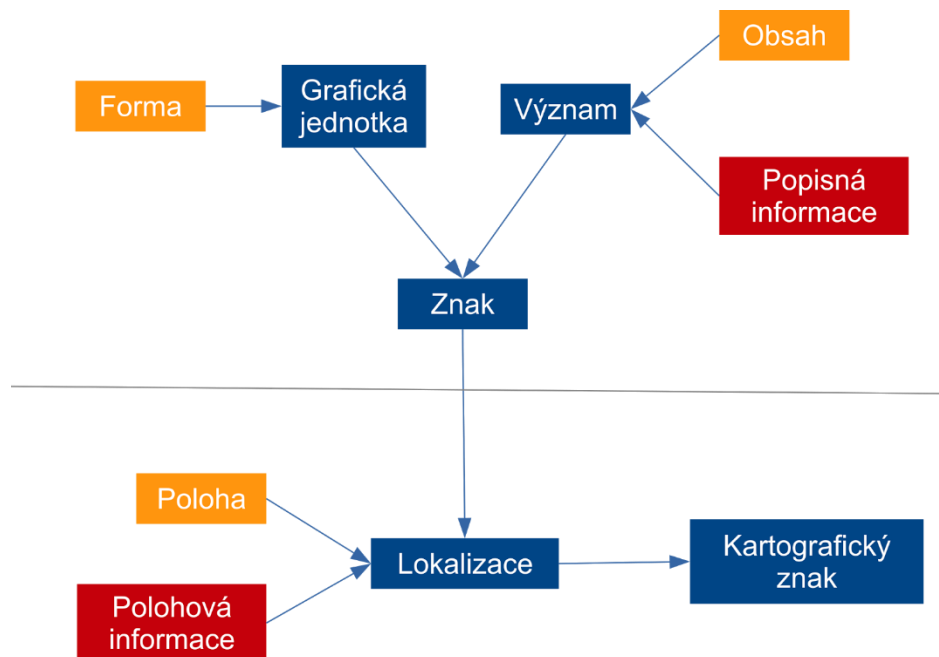 Obsah
Forma
Grafická
jednotka
Význam
Popisná
informace
Znak
Poloha
Lokalizace
Kartografický
znak
Polohová
informace